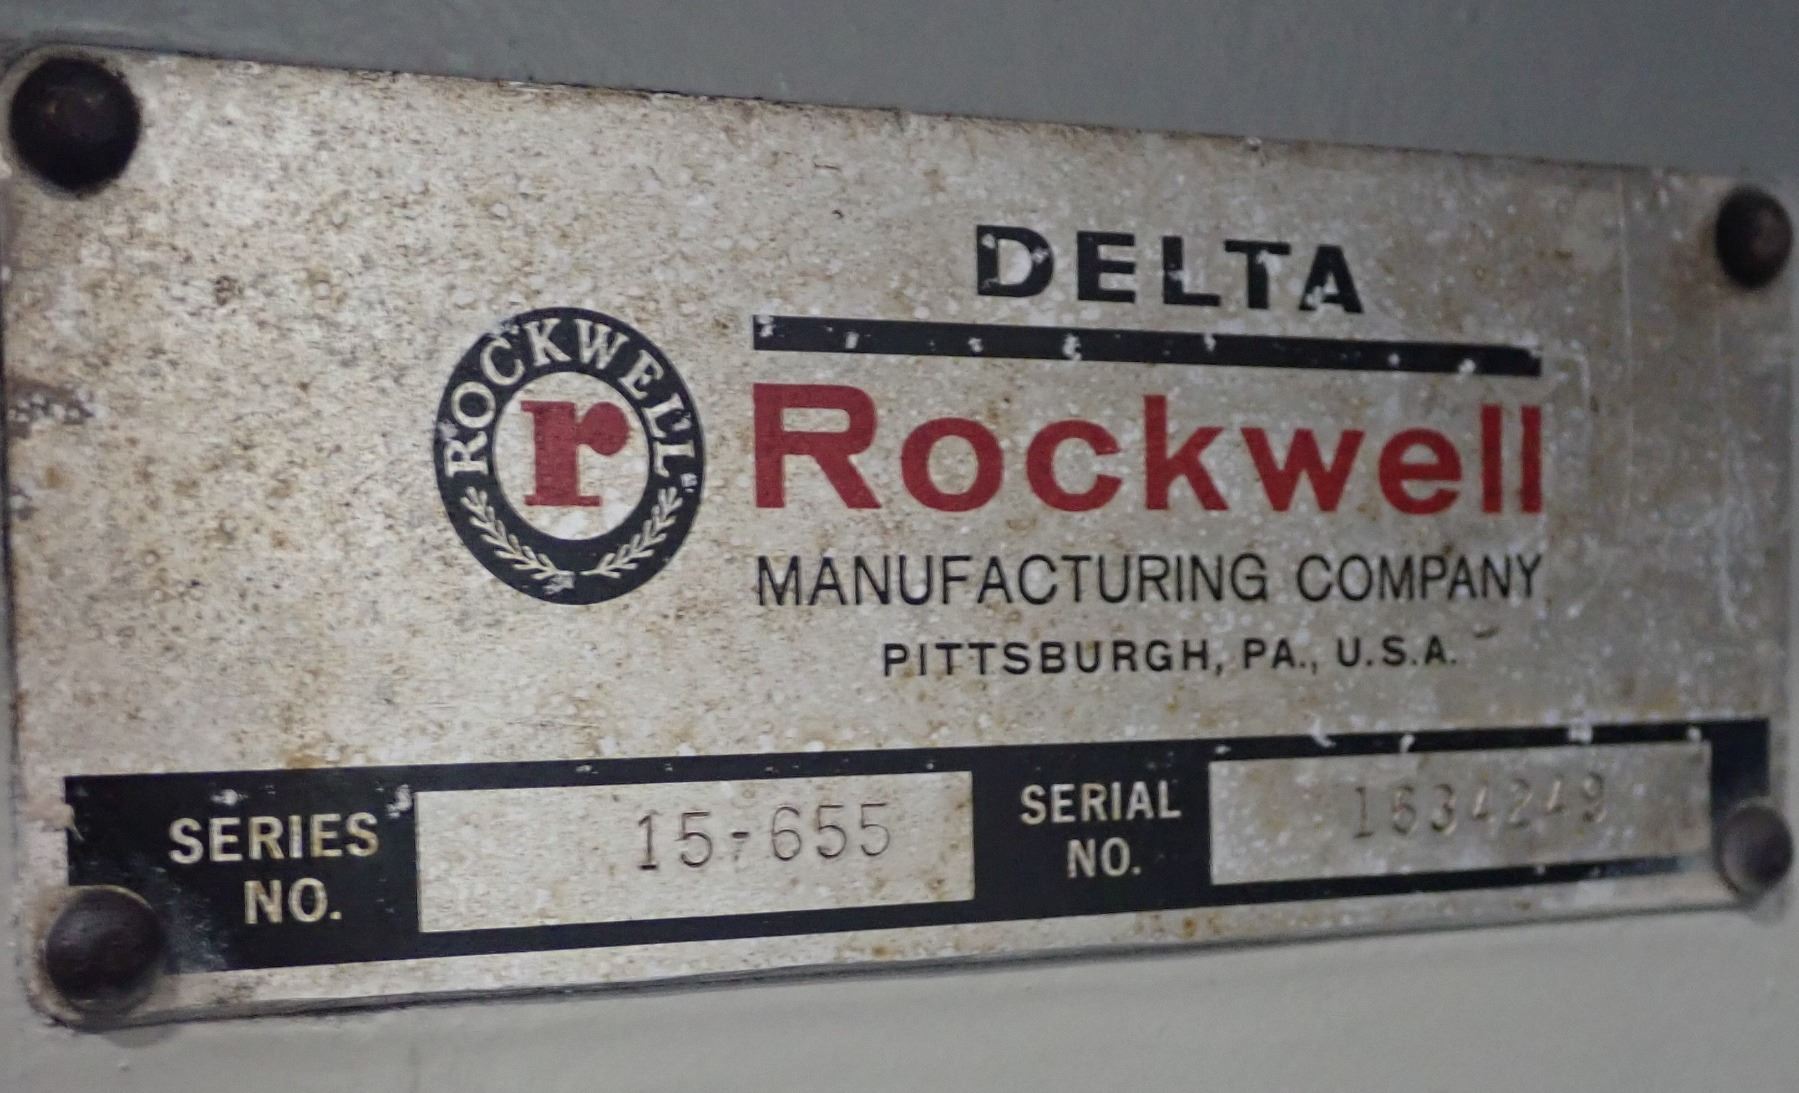 DELTA
ROCKWELL
r
Rockwell
MANUFACTURING COMPANY
PITTSBURGH, PA., U.S.A.
SERIES NO.
15-655
SERIAL NO.
1634249